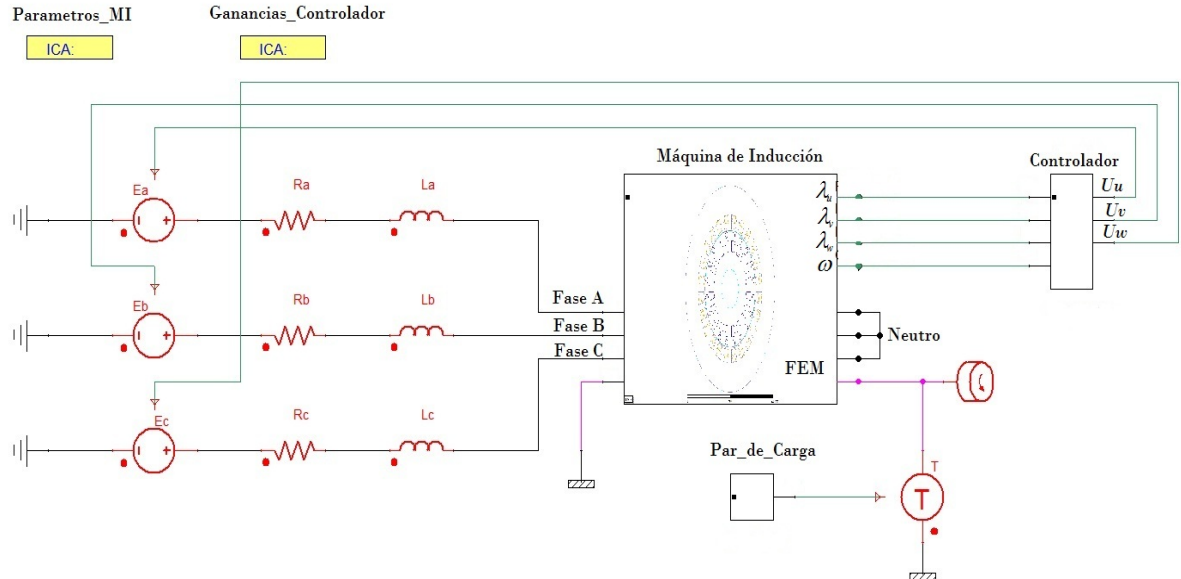 Parametros_MI
Ganancias_Controlador
ICA:
ICA:
Máquina de Inducción
Controlador
Ea
Ra
La
λu
λv
λw
ω
Uu
Uv
Uw
Eb
Rb
Lb
Fase A
Fase B
Fase C
Neutro
FEM
Ec
Rc
Lc
Par_de_Carga
T
T